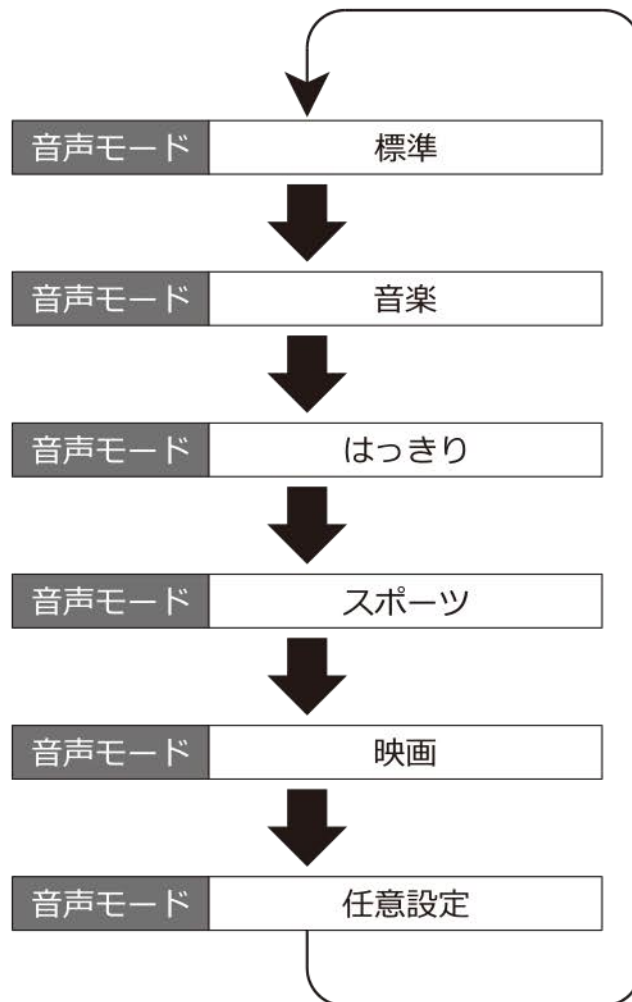 音声モード 標準
音声モード 音楽
音声モード はっきり
音声モード スポーツ
音声モード 映画
音声モード 任意設定